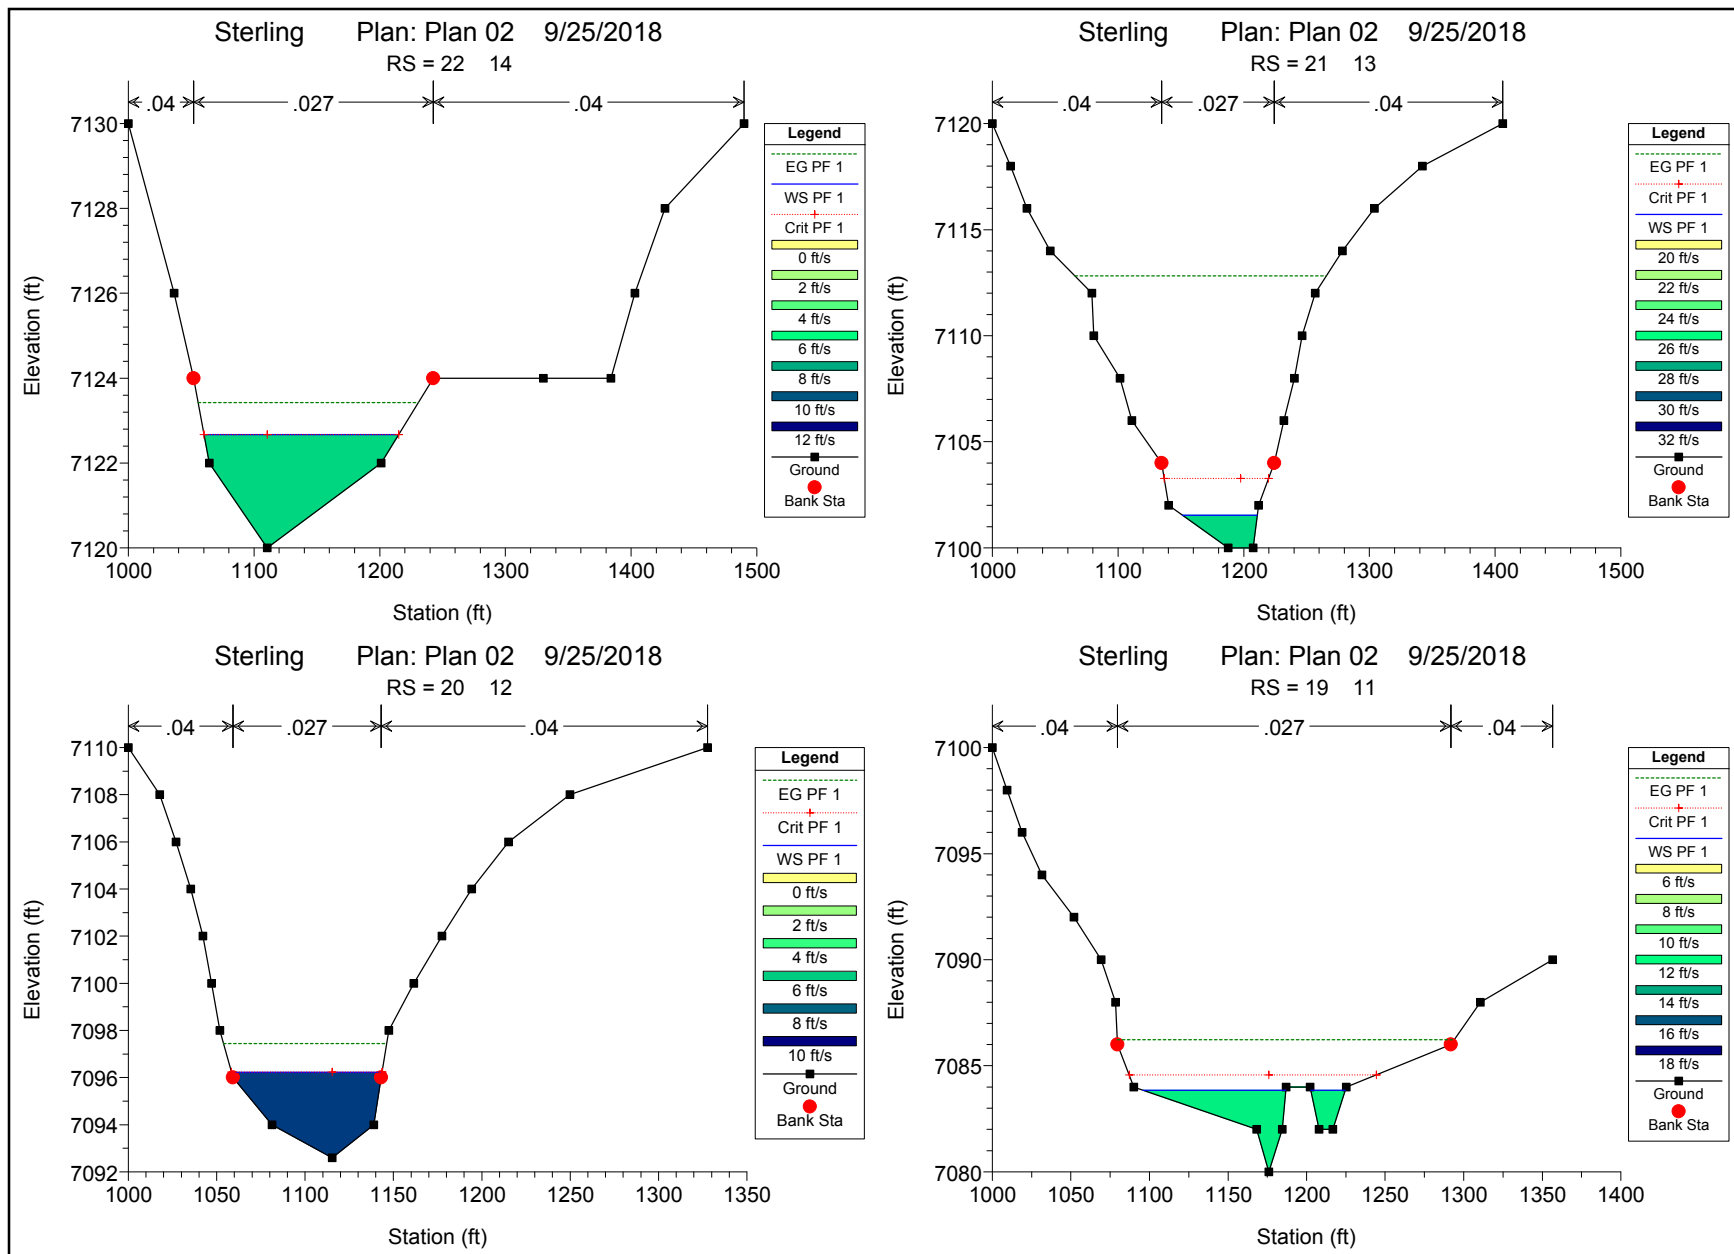 Sterling Plan: Plan 02 9/25/2018
RS = 22 14
.04 .027 .04
7130
7128
7126
7124
7122
7120
Elevation (ft)
1000 1100 1200 1300 1400 1500
Station (ft)
Legend
EG PF 1
WS PF 1
Crit PF 1
0 ft/s
2 ft/s
4 ft/s
6 ft/s
8 ft/s
10 ft/s
12 ft/s
Ground
Bank Sta
Sterling Plan: Plan 02 9/25/2018
RS = 21 13
.04 .027 .04
7120
7115
7110
7105
7100
Elevation (ft)
1000 1100 1200 1300 1400 1500
Station (ft)
Legend
EG PF 1
Crit PF 1
WS PF 1
20 ft/s
22 ft/s
24 ft/s
26 ft/s
28 ft/s
30 ft/s
32 ft/s
Ground
Bank Sta
Sterling Plan: Plan 02 9/25/2018
RS = 20 12
.04 .027 .04
7110
7108
7106
7104
7102
7100
7098
7096
7094
7092
Elevation (ft)
1000 1050 1100 1150 1200 1250 1300 1350
Station (ft)
Legend
EG PF 1
Crit PF 1
WS PF 1
0 ft/s
2 ft/s
4 ft/s
6 ft/s
8 ft/s
10 ft/s
Ground
Bank Sta
Sterling Plan: Plan 02 9/25/2018
RS = 19 11
.04 .027 .04
7100
7095
7090
7085
7080
Elevation (ft)
1000 1050 1100 1150 1200 1250 1300 1350 1400
Station (ft)
Legend
EG PF 1
Crit PF 1
WS PF 1
6 ft/s
8 ft/s
10 ft/s
12 ft/s
14 ft/s
16 ft/s
18 ft/s
Ground
Bank Sta